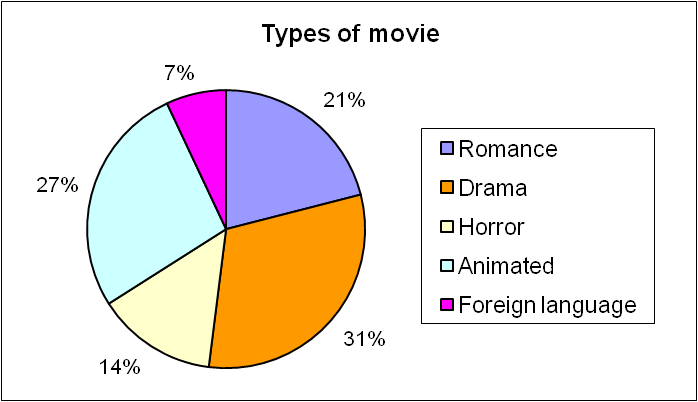 Types of movie
7%
21%
27%
31%
14%
Romance
Drama
Horror
Animated
Foreign language